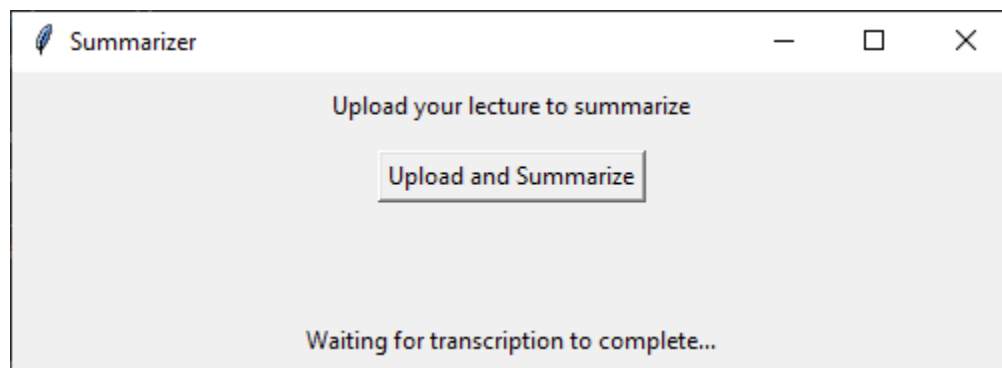 Summarizer
Upload your lecture to summarize
Upload and Summarize
Waiting for transcription to complete...